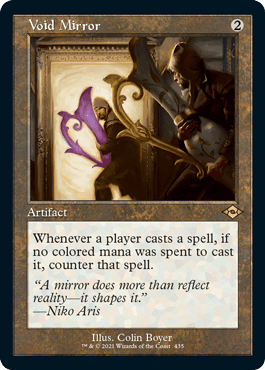 Void Mirror 2
Artifact
Whenever a player casts a spell, if
no colored mana was spent to cast
it, counter that spell.
“A mirror does more than reflect
reality—it shapes it.”
—Niko Aris
Illus. Colin Boyer
™ & © 2021 Wizards of the Coast 435